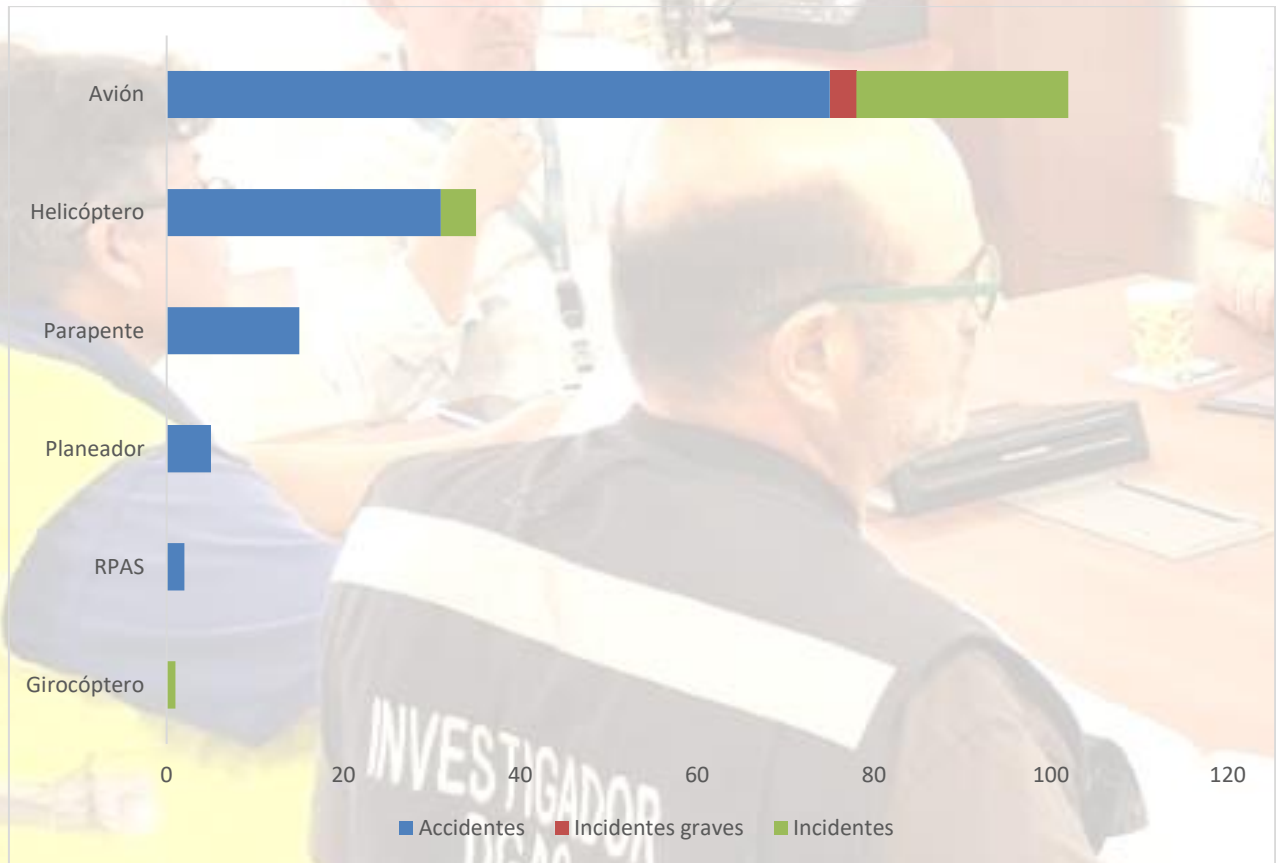 Avión
Helicóptero
Parapente
Planeador
RPAS
Girocóptero
0 20 40 60 80 100 120
Accidentes Incidentes graves Incidentes
INVESTIGADOR